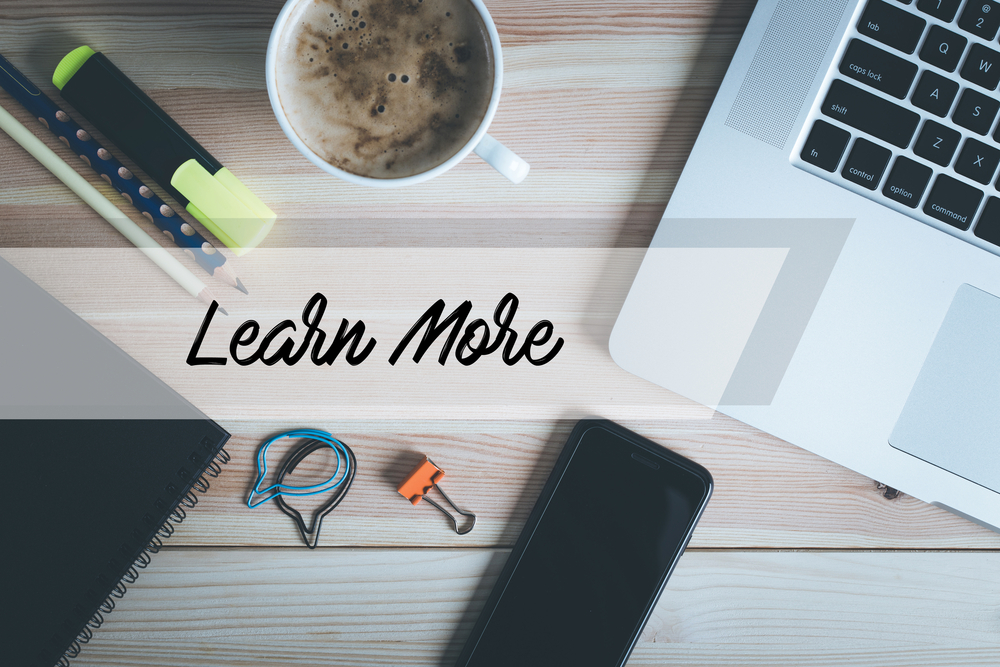 1
@
2
tab
Q
W
caps lock
A
S
shift
Z
X
fn
control
option
command
Learn More